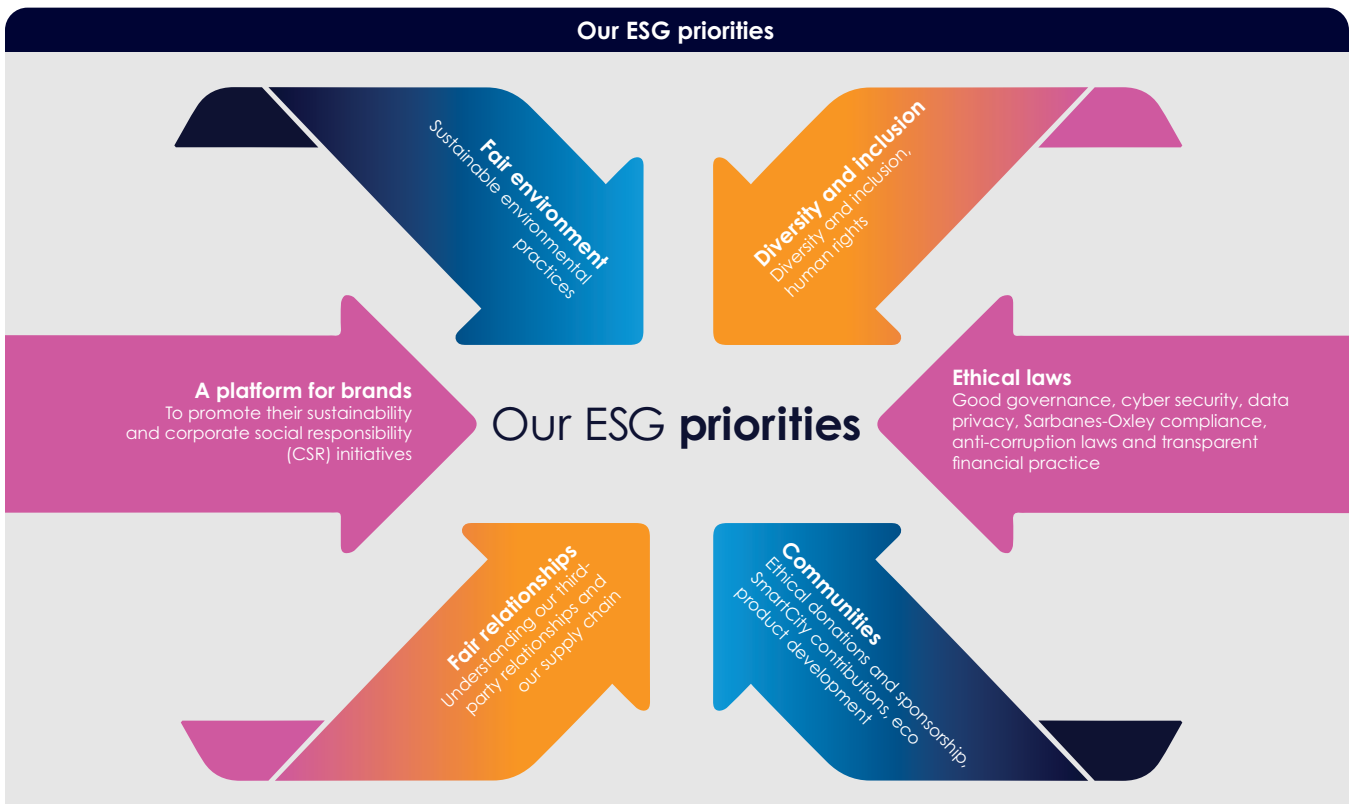 Our ESG priorities
Fair environment
Sustainable environmental
practices
Diversity and inclusion
Diversity and inclusion,
human rights
A platform for brands
To promote their sustainability
and corporate social responsibility
(CSR) initiatives
Our ESG priorities
Ethical laws
Good governance, cyber security, data
privacy, Sarbanes-Oxley compliance,
anti-corruption laws and transparent
financial practice
Fair relationships
Understanding our third-
party relationships and
our supply chain
Communities
Ethical donations and sponsorship,
SmartCity contributions, eco
product development